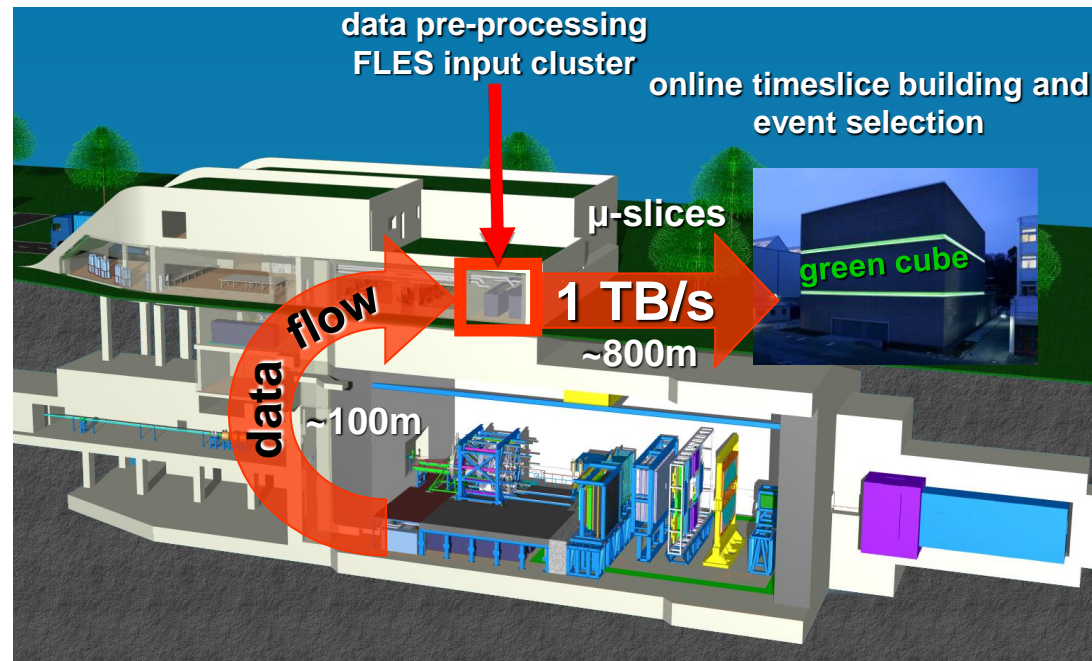 data pre-processing
FLES input cluster
online timeslice building and
event selection
µ-slices
green cube
1 TB/s
~800m
data flow
~100m